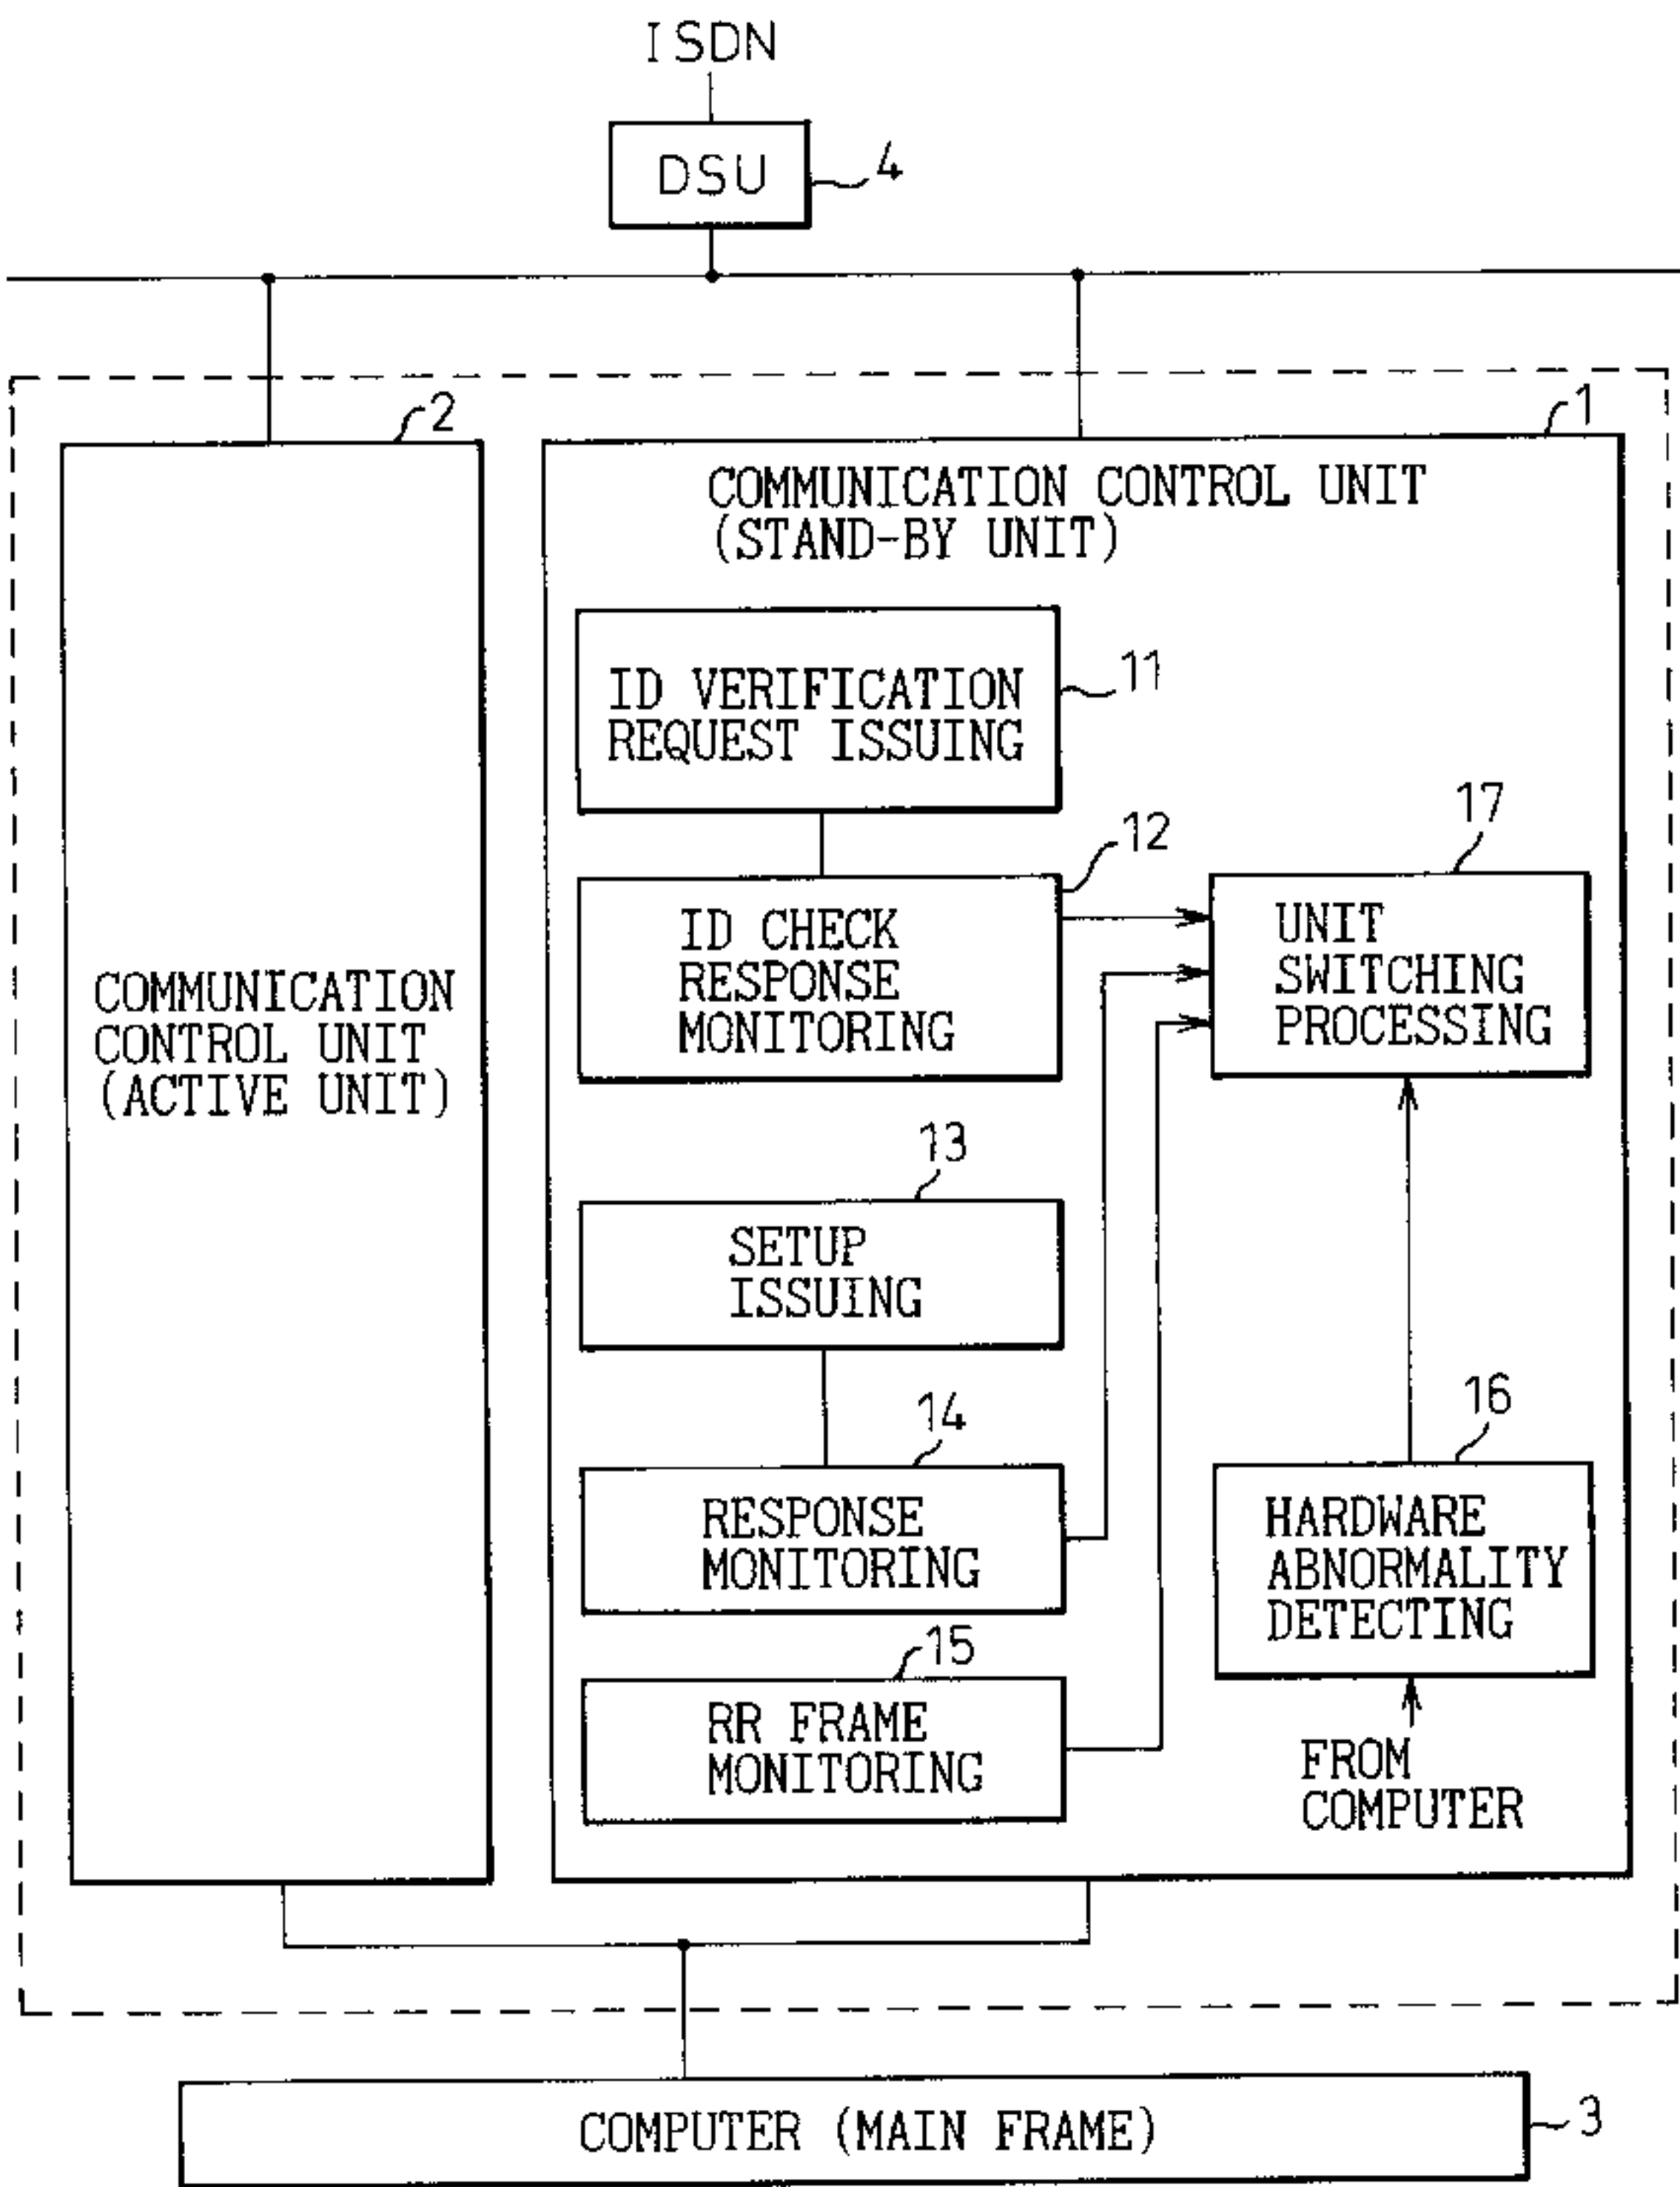 ISDN
DSU
4
2
1
COMMUNICATION CONTROL UNIT
(STAND-BY UNIT)
ID VERIFICATION
REQUEST ISSUING
11
12
17
ID CHECK
RESPONSE
MONITORING
UNIT
SWITCHING
PROCESSING
COMMUNICATION
CONTROL UNIT
(ACTIVE UNIT)
13
SETUP
ISSUING
14
16
RESPONSE
MONITORING
HARDWARE
ABNORMALITY
DETECTING
15
RR FRAME
MONITORING
FROM
COMPUTER
COMPUTER (MAIN FRAME)
3